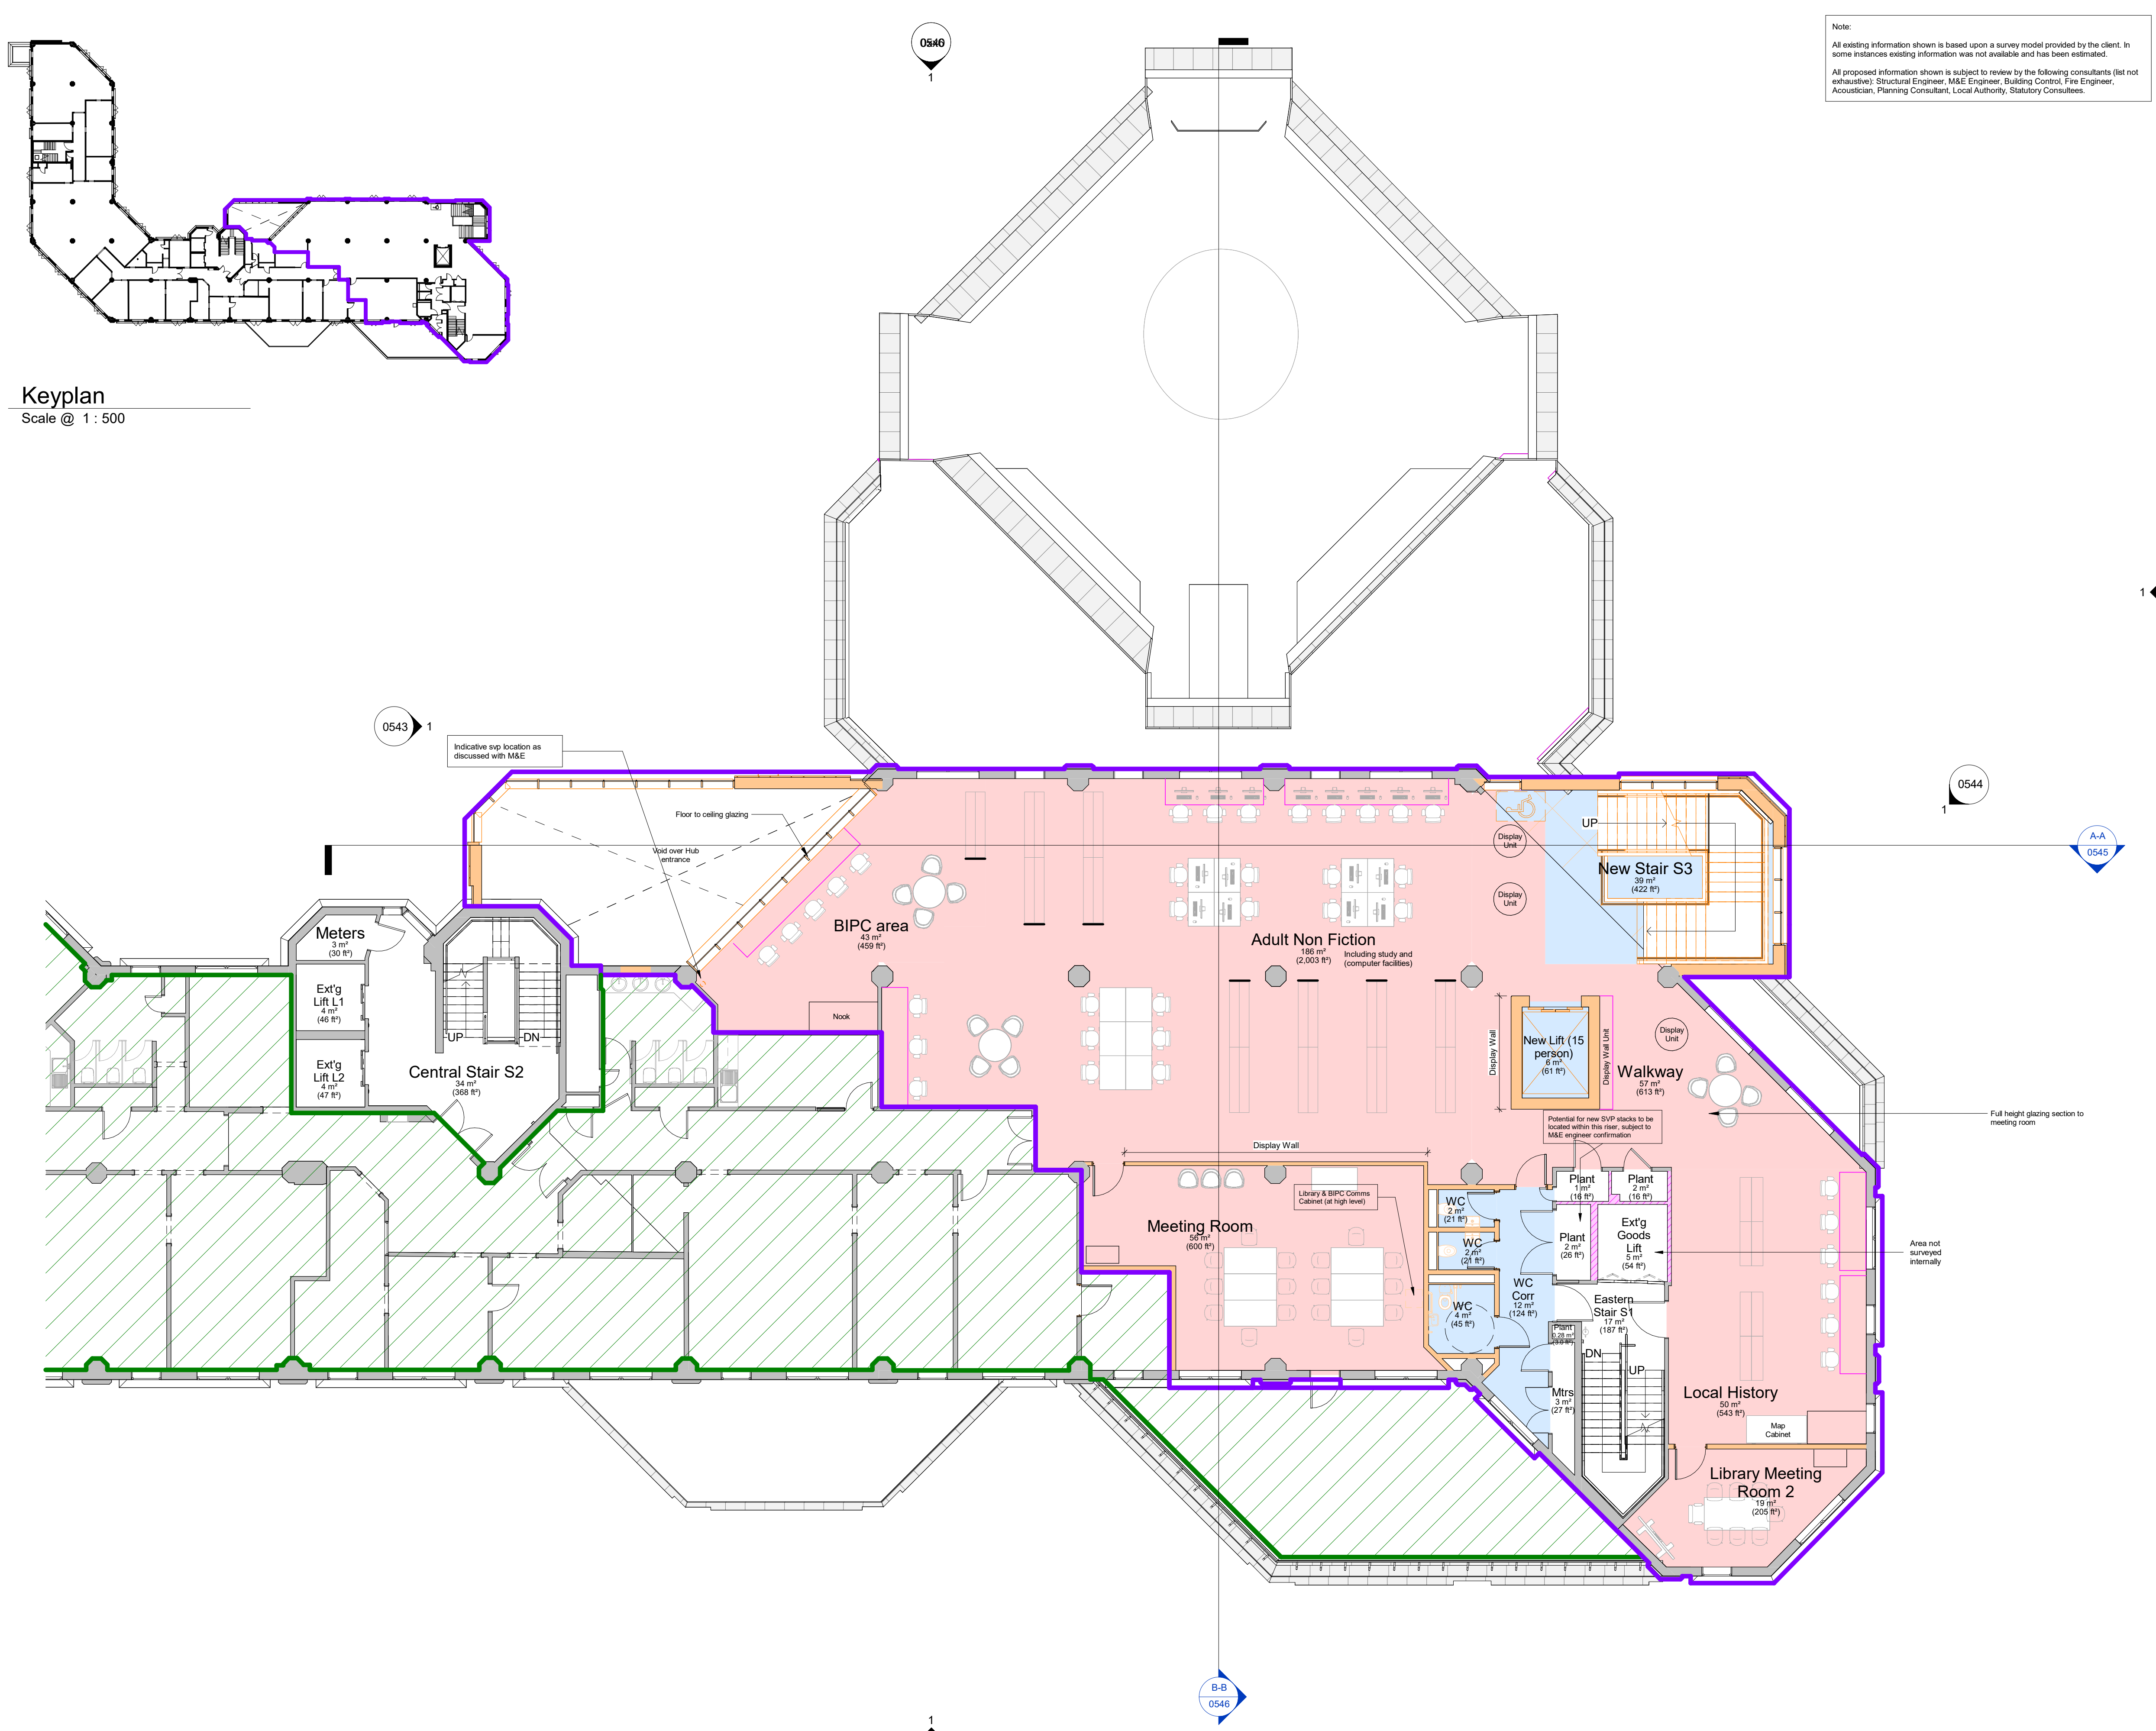 Note:
All existing information shown is based upon a survey model provided by the client. In
some instances existing information was not available and has been estimated.
All proposed information shown is subject to review by the following consultants (list not
exhaustive): Structural Engineer, M&E Engineer, Building Control, Fire Engineer,
Acoustician, Planning Consultant, Local Authority, Statutory Consultees.
1
Keyplan
Scale @ 1 : 500
1
0543
1
Indicative svp location as
discussed with M&E
0544
1
Floor to ceiling glazing
Void over Hub
entrance
UP
Display
Unit
A-A
0545
New Stair S3
39 m²
(422 ft²)
Display
Unit
BIPC area
43 m²
(459 ft²)
Adult Non Fiction
186 m²
(2,003 ft²)
Including study and
(computer facilities)
Meters
3 m²
(30 ft²)
Ext'g
Lift L1
4 m²
(46 ft²)
Nook
UP
DN
Display Wall
New Lift (15
person)
6 m²
(61 ft²)
Display Wall Unit
Display
Unit
Ext'g
Lift L2
4 m²
(47 ft²)
Central Stair S2
34 m²
(368 ft²)
Walkway
57 m²
(613 ft²)
Potential for new SVP stacks to be
located within this riser, subject to
M&E engineer confirmation
Full height glazing section to
meeting room
Display Wall
Plant
1 m²
(16 ft²)
Plant
2 m²
(16 ft²)
Library & BIPC Comms
Cabinet (at high level)
WC
2 m²
(21 ft²)
Meeting Room
56 m²
(600 ft²)
WC
2 m²
(21 ft²)
Plant
2 m²
(26 ft²)
Ext'g
Goods
Lift
5 m²
(54 ft²)
Area not
surveyed
internally
WC
Corr
12 m²
(124 ft²)
WC
4 m²
(45 ft²)
Eastern
Stair S1
17 m²
(187 ft²)
Plant
0.28 m²
(3.0 ft²)
DN
UP
Mtrs
3 m²
(27 ft²)
Local History
50 m²
(543 ft²)
Map
Cabinet
Library Meeting
Room 2
19 m²
(205 ft²)
B-B
0546
1